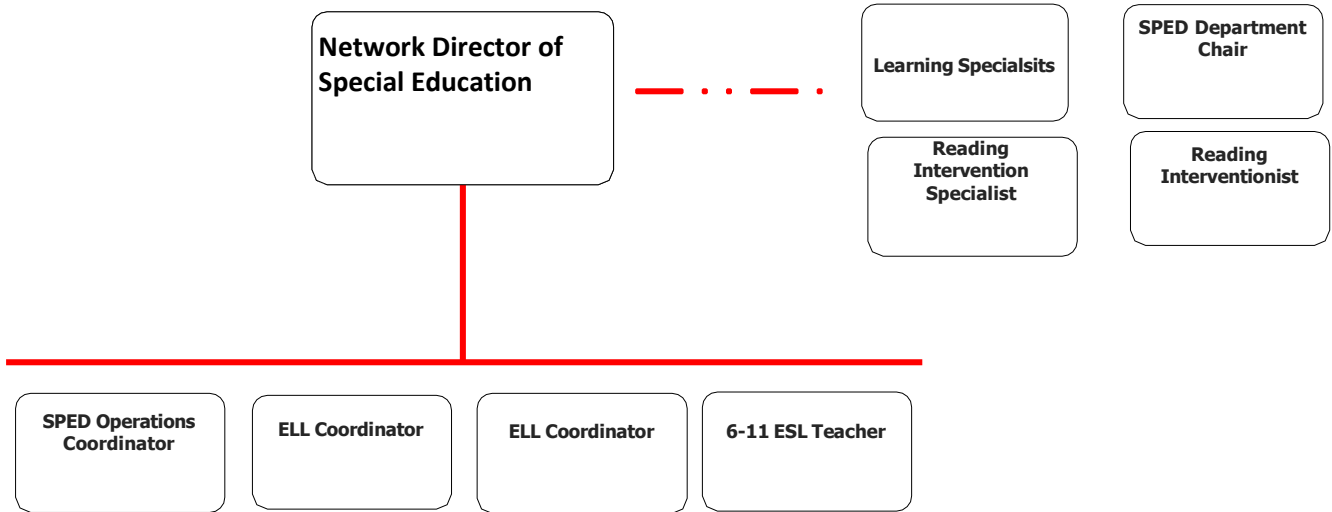 Network Director of
Special Education
Learning Specialsits
SPED Department
Chair
Reading
Intervention
Specialist
Reading
Interventionist
SPED Operations
Coordinator
ELL Coordinator
ELL Coordinator
6-11 ESL Teacher